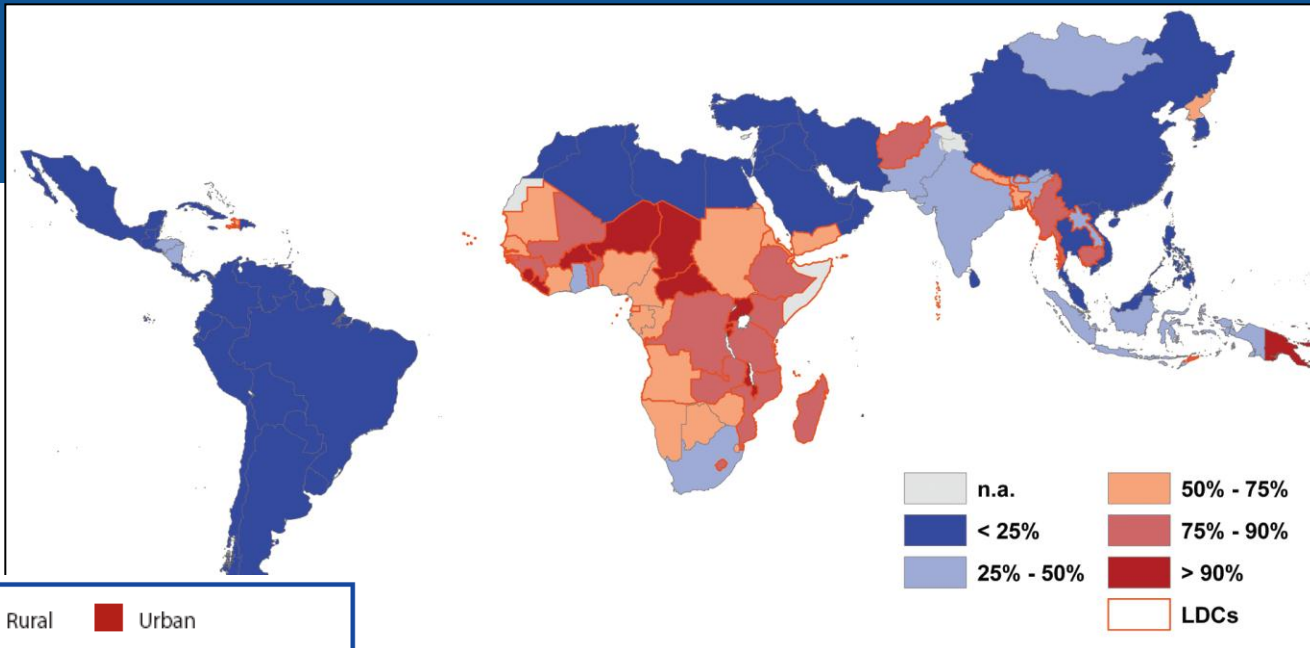 n.a.
< 25%
25% - 50%
50% - 75%
75% - 90%
> 90%
LDCs
Rural
Urban